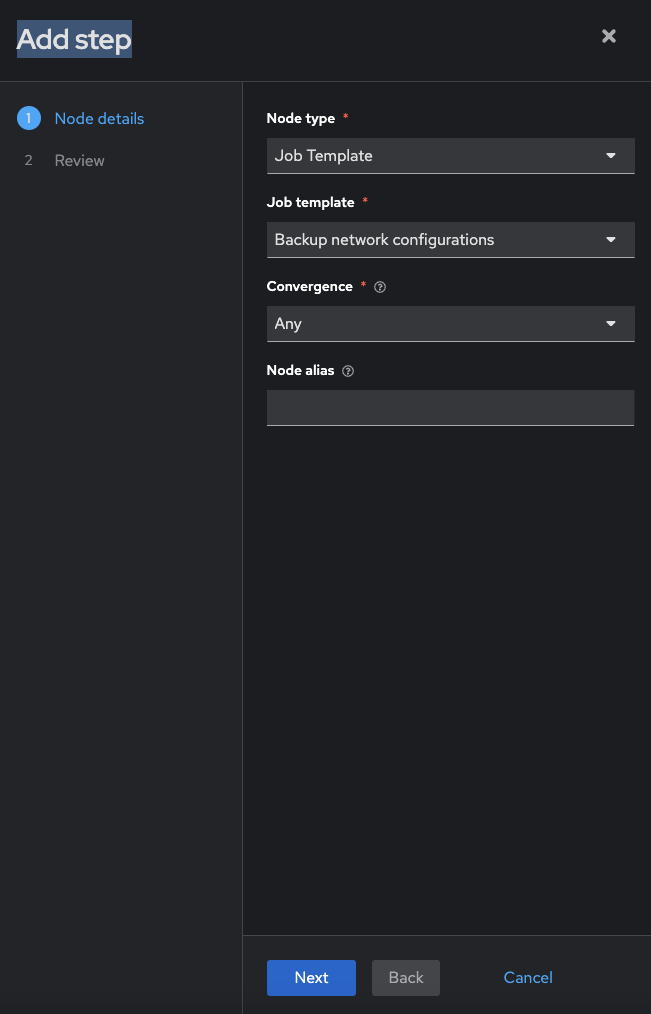 Add step
1 Node details
2 Review
Node type *
Job Template
Job template *
Backup network configurations
Convergence * ?
Any
Node alias ?
Next Back Cancel